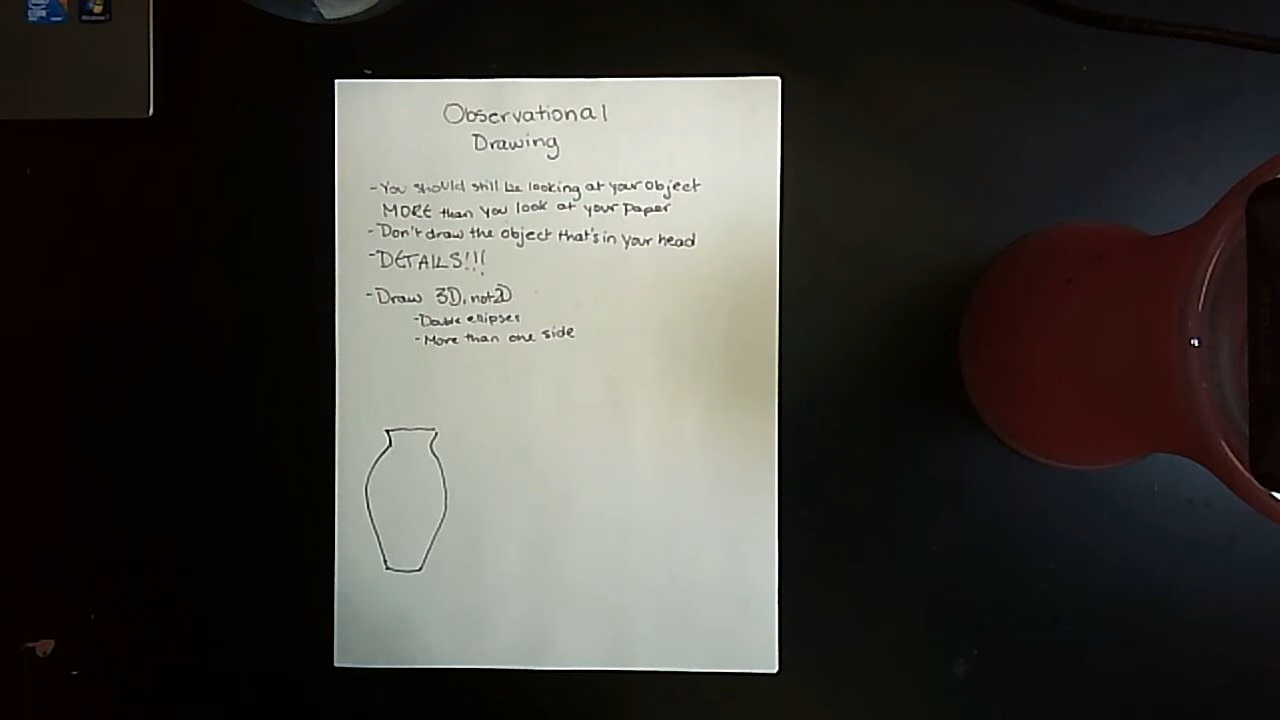 Observational
Drawing
-You should still be looking at your object
MORE than you look at your paper
-Don't draw the object that's in your head
-DETAILS!!!
-Draw 3D, not 2D
-Double ellipses
-More than one side